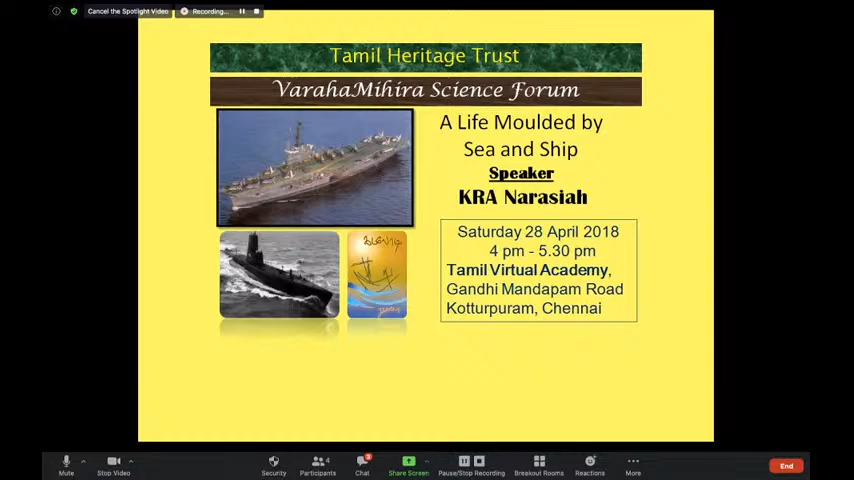 Cancel the Spotlight Video
Recording...
Tamil Heritage Trust
VarahaMihira Science Forum
A Life Moulded by
Sea and Ship
Speaker
KRA Narasiah
Saturday 28 April 2018
4 pm - 5.30 pm
Tamil Virtual Academy,
Gandhi Mandapam Road
Kotturpuram, Chennai
Mute
Stop Video
Security
Participants
4
Chat
3
Share Screen
Pause/Stop Recording
Breakout Rooms
Reactions
More
End